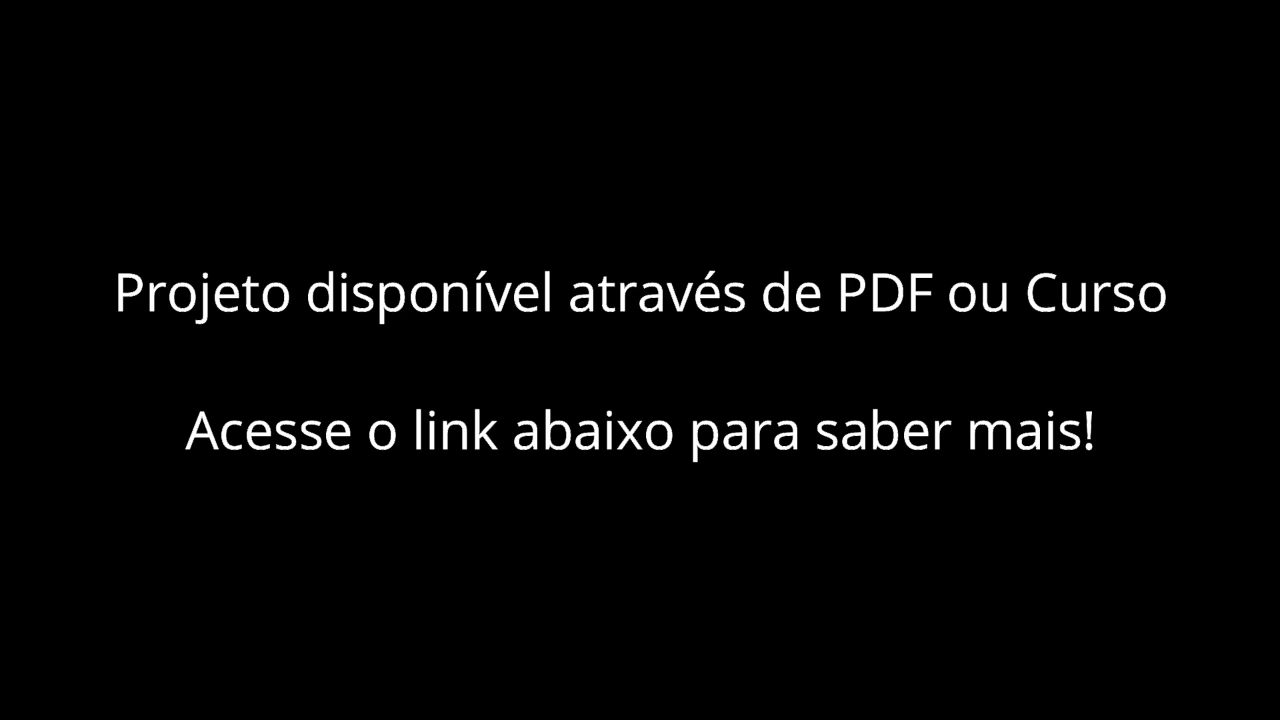 Projeto disponível através de PDF ou Curso
Acesse o link abaixo para saber mais!